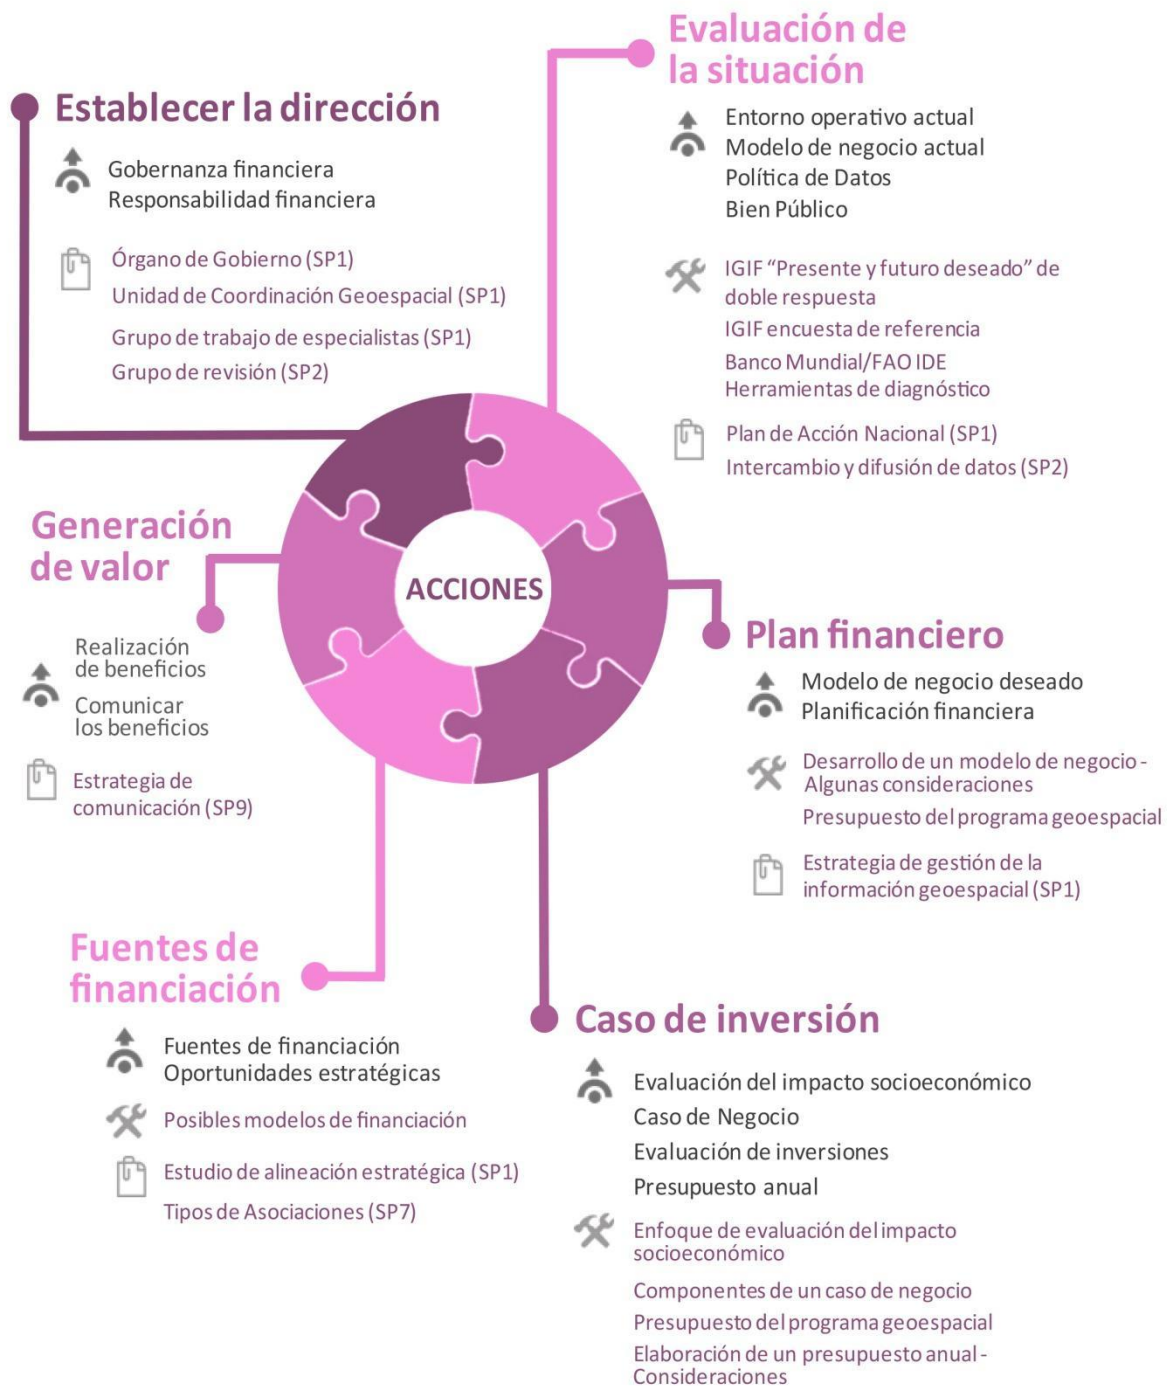 Establecer la dirección
Gobernanza financiera
Responsabilidad financiera
Órgano de Gobierno (SP1)
Unidad de Coordinación Geoespacial (SP1)
Grupo de trabajo de especialistas (SP1)
Grupo de revisión (SP2)
Evaluación de
la situación
Entorno operativo actual
Modelo de negocio actual
Política de Datos
Bien Público
IGIF “Presente y futuro deseado” de
doble respuesta
IGIF encuesta de referencia
Banco Mundial/FAO IDE
Herramientas de diagnóstico
Plan de Acción Nacional (SP1)
Intercambio y difusión de datos (SP2)
ACCIONES
Plan financiero
Modelo de negocio deseado
Planificación financiera
Desarrollo de un modelo de negocio -
Algunas consideraciones
Presupuesto del programa geoespacial
Estrategia de gestión de la
información geoespacial (SP1)
Caso de inversión
Evaluación del impacto socioeconómico
Caso de Negocio
Evaluación de inversiones
Presupuesto anual
Enfoque de evaluación del impacto
socioeconómico
Componentes de un caso de negocio
Presupuesto del programa geoespacial
Elaboración de un presupuesto anual -
Consideraciones
Fuentes de
financiación
Fuentes de financiación
Oportunidades estratégicas
Posibles modelos de financiación
Estudio de alineación estratégica (SP1)
Tipos de Asociaciones (SP7)
Generación
de valor
Realización
de beneficios
Comunicar
los beneficios
Estrategia de
comunicación (SP9)